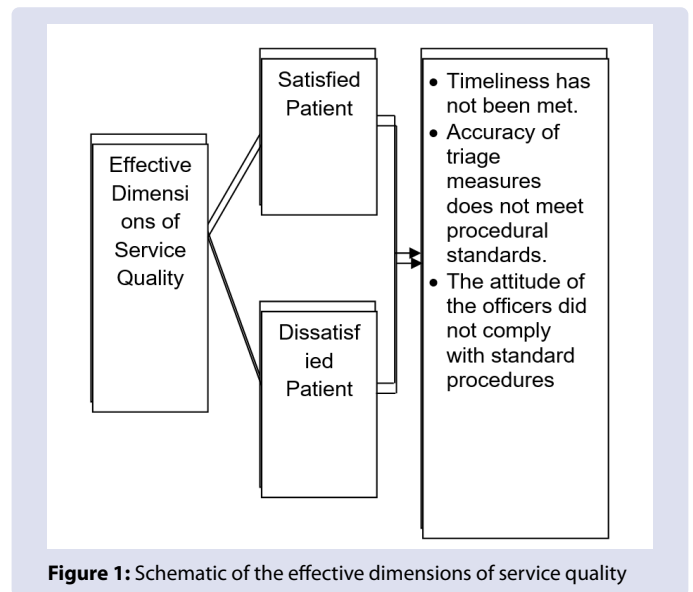 Effective
Dimensi
ons of
Service
Quality
Satisfied
Patient
Dissatisf
ied
Patient
• Timeliness has
not been met.
• Accuracy of
triage
measures
does not meet
procedural
standards.
• The attitude of
the officers did
not comply
with standard
procedures
Figure 1: Schematic of the effective dimensions of service quality